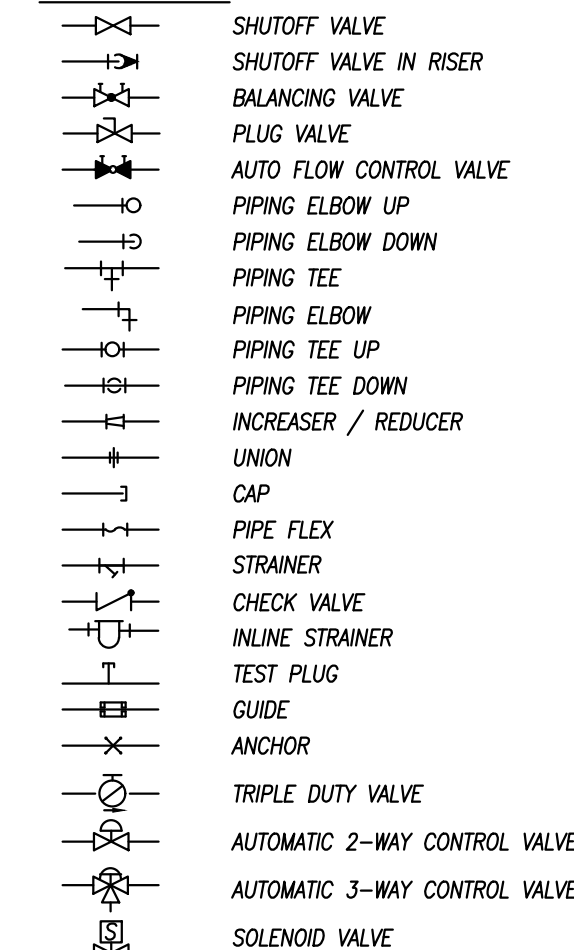 SHUTOFF VALVE
SHUTOFF VALVE IN RISER
BALANCING VALVE
PLUG VALVE
AUTO FLOW CONTROL VALVE
PIPING ELBOW UP
PIPING ELBOW DOWN
PIPING TEE
PIPING ELBOW
PIPING TEE UP
PIPING TEE DOWN
INCREASER / REDUCER
UNION
CAP
PIPE FLEX
STRAINER
CHECK VALVE
INLINE STRAINER
TEST PLUG
GUIDE
ANCHOR
TRIPLE DUTY VALVE
AUTOMATIC 2-WAY CONTROL VALVE
AUTOMATIC 3-WAY CONTROL VALVE
S SOLENOID VALVE